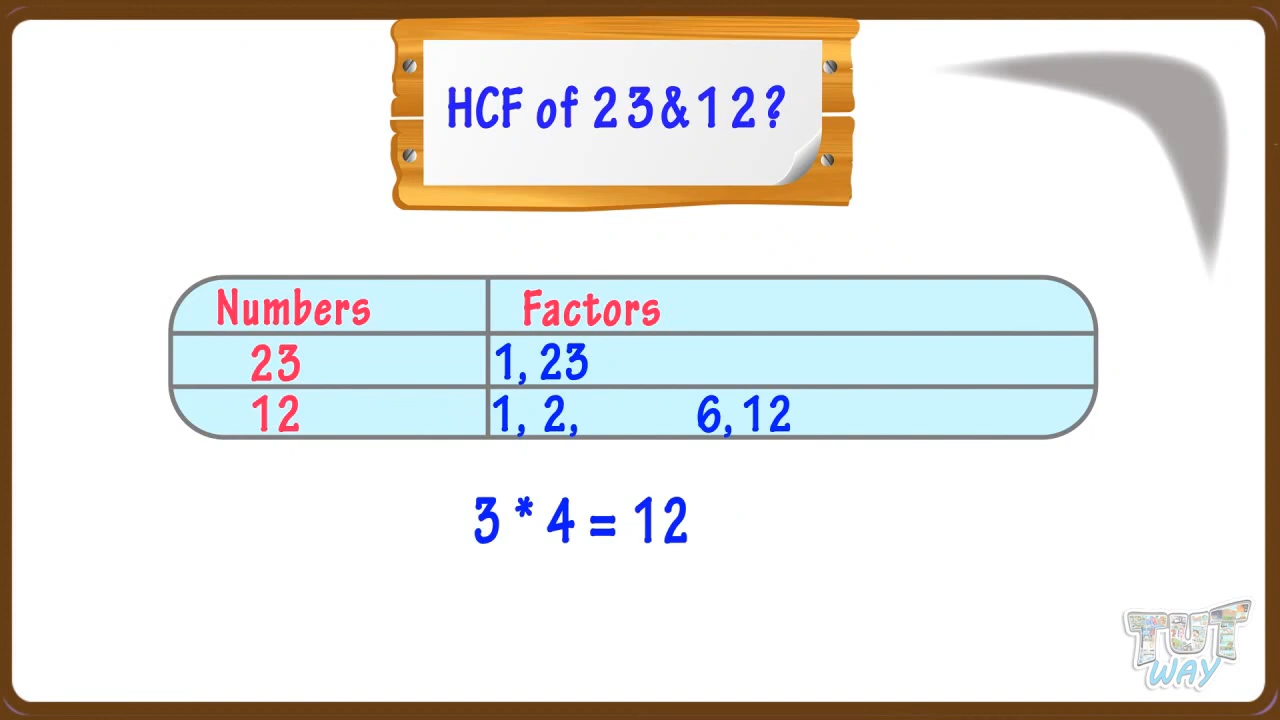 HCF of 23&12?
Numbers Factors
23 1, 23
12 1, 2, 6, 12
3 * 4 = 12
TUT
WAY